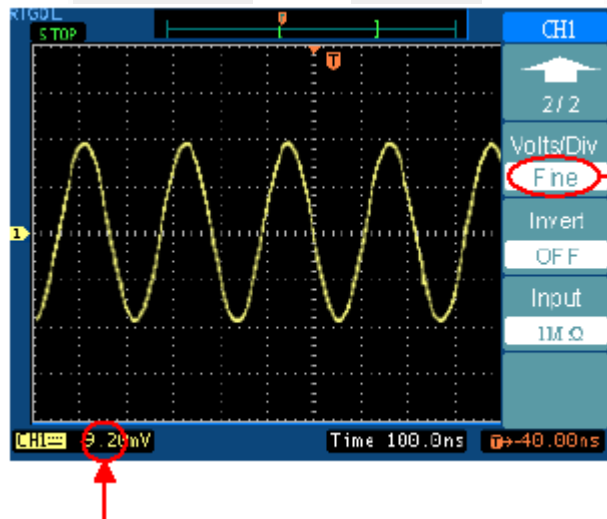 RIGOL
STOP
T
CH1
2/2
Volts/Div
Fine
Invert
OFF
Input
1MΩ
1
CH1 9.20mV Time 100.0ns T→-40.00ns